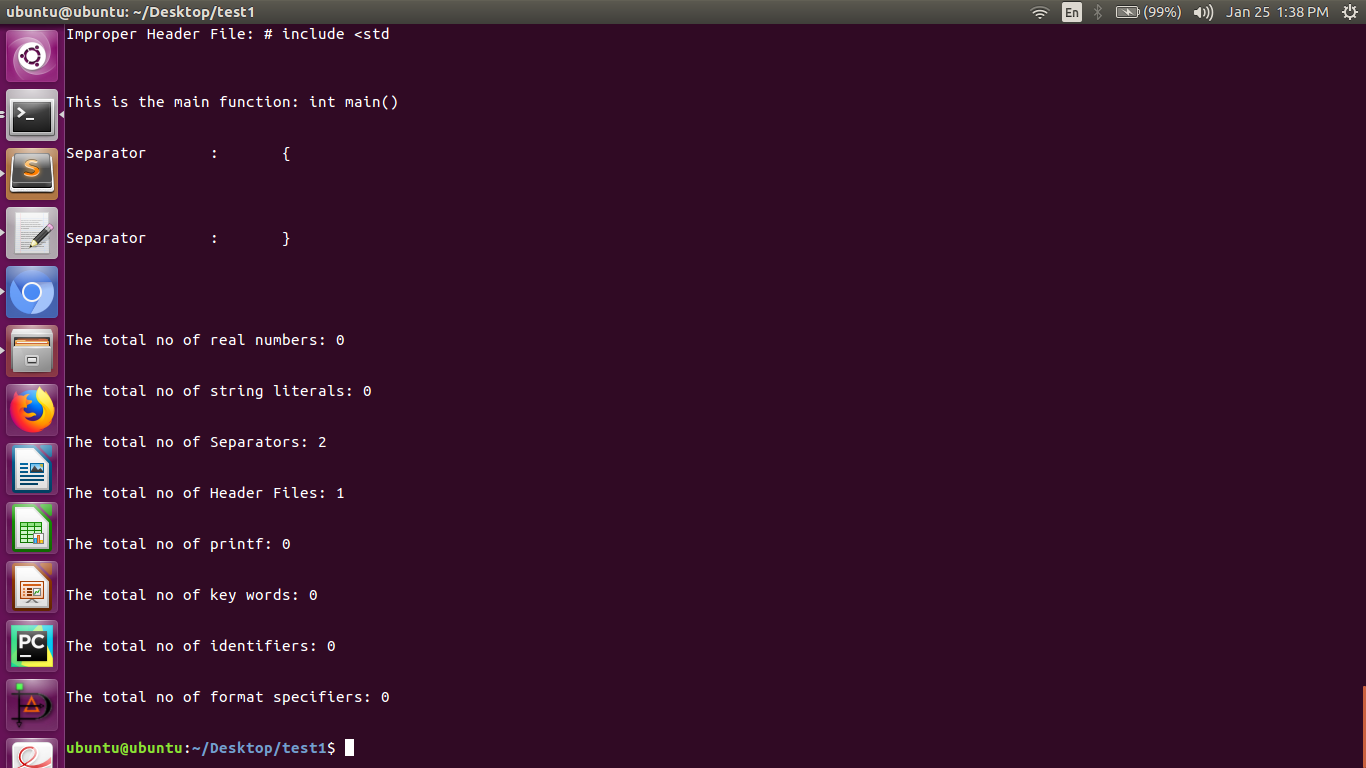 ubuntu@ubuntu: ~/Desktop/test1 En (99%) Jan 25 1:38 PM
Improper Header File: # include <std
This is the main function: int main()
Separator : {
Separator : }
The total no of real numbers: 0
The total no of string literals: 0
The total no of Separators: 2
The total no of Header Files: 1
The total no of printf: 0
The total no of key words: 0
The total no of identifiers: 0
The total no of format specifiers: 0
ubuntu@ubuntu:~/Desktop/test1$
>_
S
PC